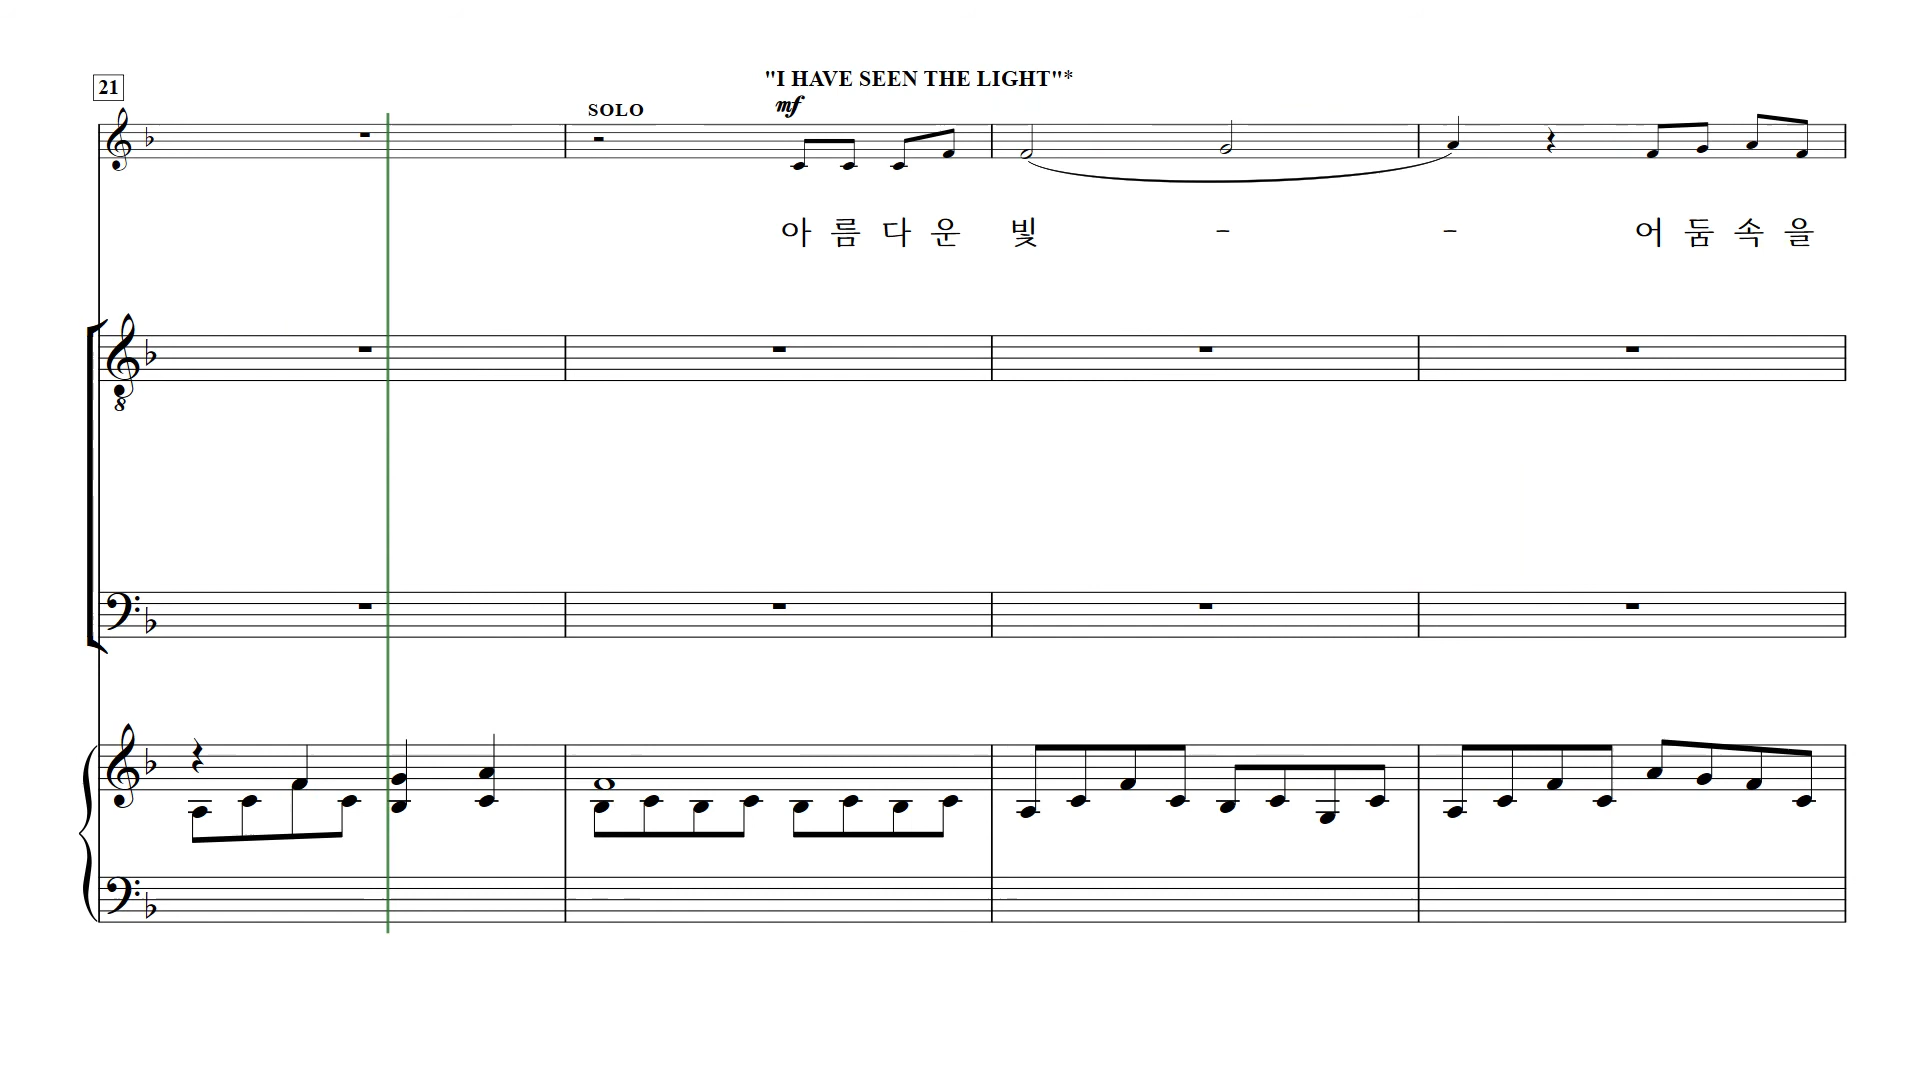 21
"I HAVE SEEN THE LIGHT"*
SOLO
mf
아 름 다 운 빛 - - 어 둠 속 을
8